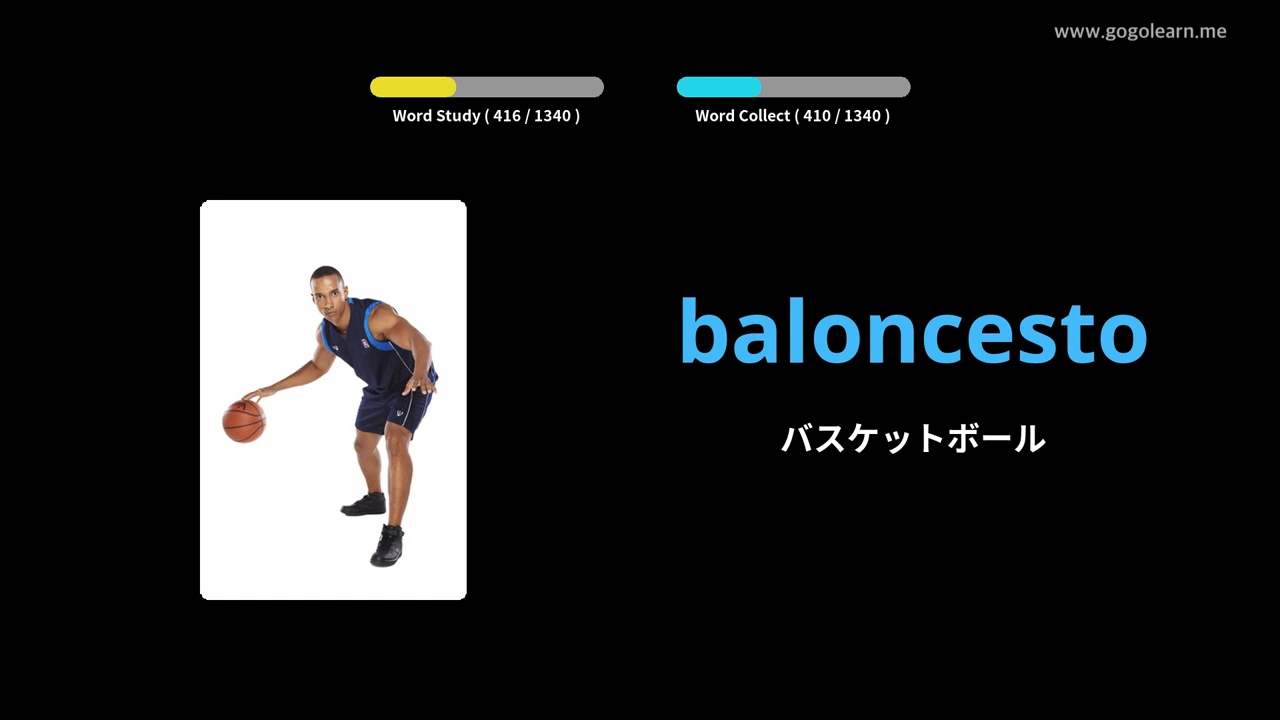 www.gogolearn.me
Word Study ( 416 / 1340 )
Word Collect ( 410 / 1340 )
baloncesto
バスケットボール